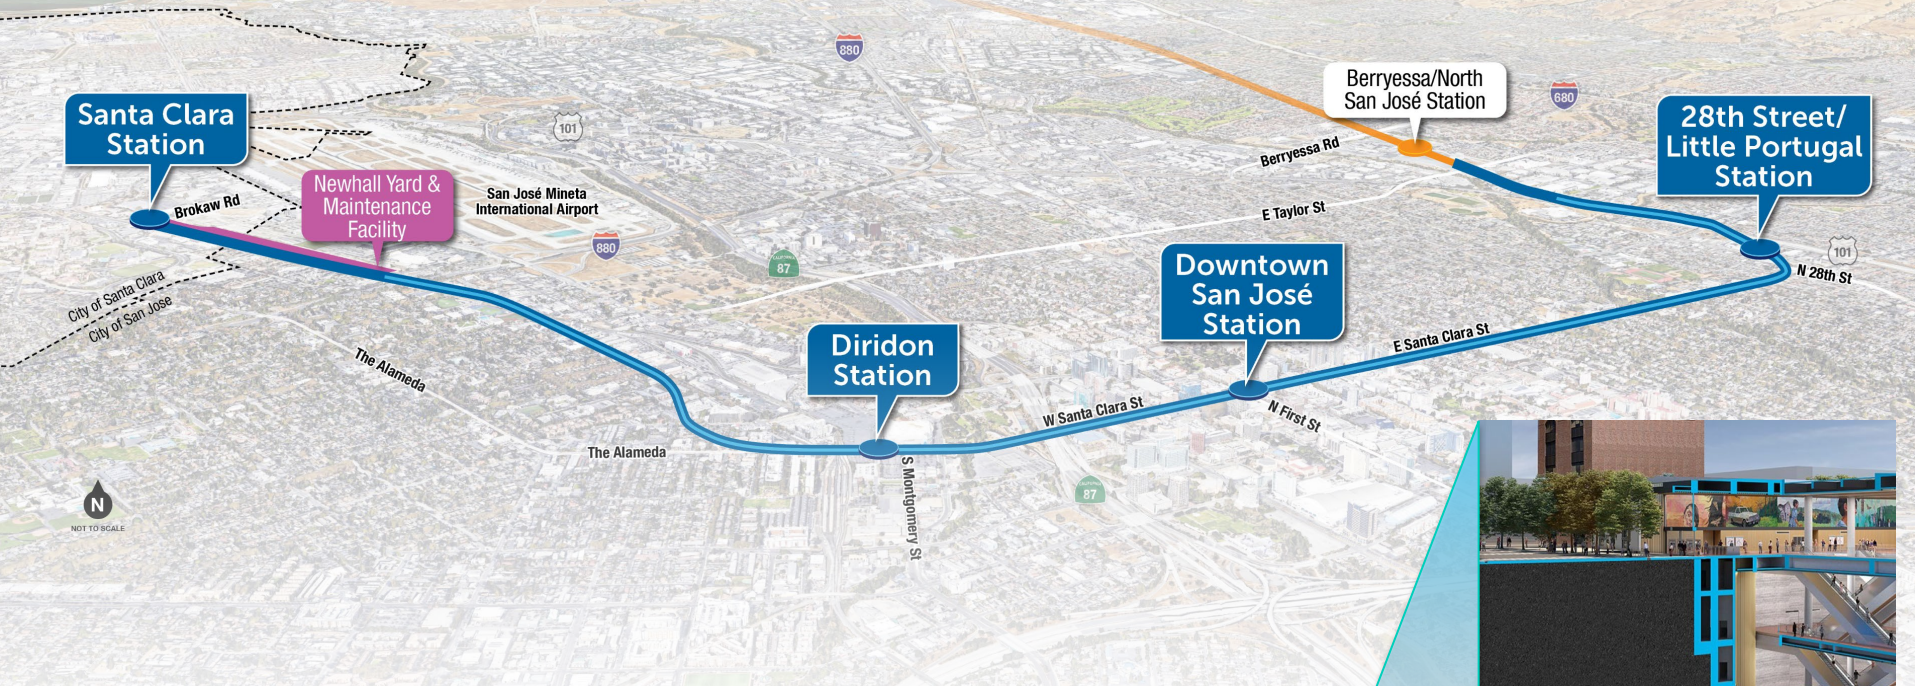 880
Berryessa/North
San José Station
680
28th Street/
Little Portugal
Station
Santa Clara
Station
101
Berryessa Rd
Newhall Yard &
Maintenance
Facility
San José Mineta
International Airport
Brokaw Rd
E Taylor St
880
CALIFORNIA
87
Downtown
San José
Station
101
N 28th St
City of Santa Clara
City of San Jose
The Alameda
Diridon
Station
E Santa Clara St
W Santa Clara St
N First St
The Alameda
S Montgomery St
CALIFORNIA
87
N
NOT TO SCALE